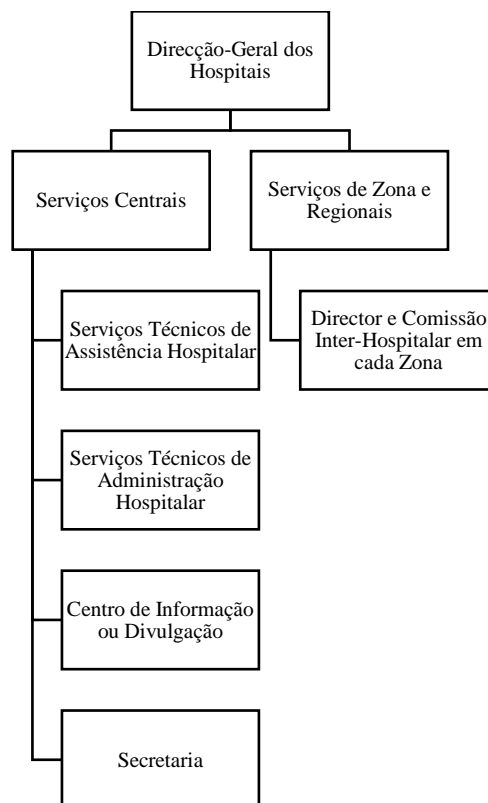 Direcção-Geral dos
Hospitais
Serviços Centrais
Serviços de Zona e
Regionais
Serviços Técnicos de
Assistência Hospitalar
Director e Comissão
Inter-Hospitalar em
cada Zona
Serviços Técnicos de
Administração
Hospitalar
Centro de Informação
ou Divulgação
Secretaria